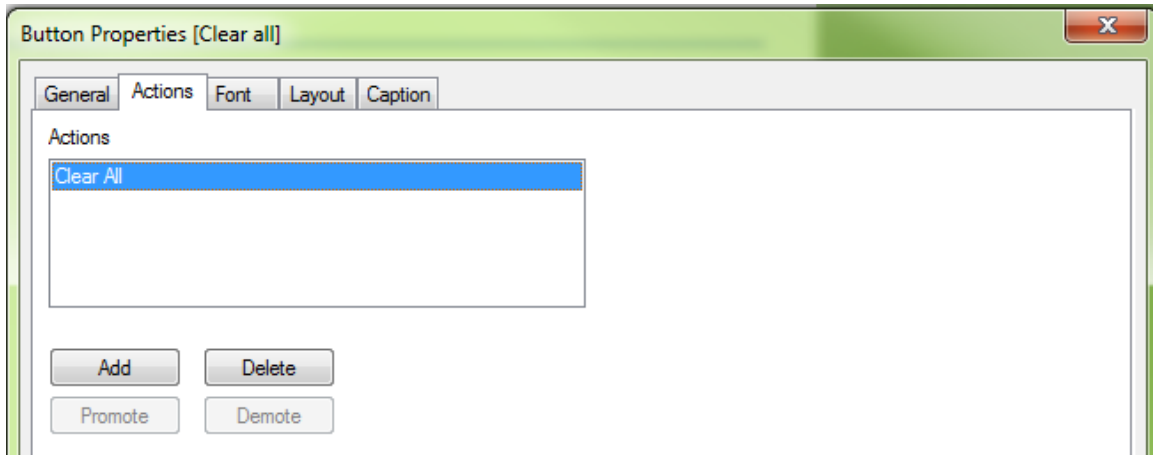 Button Properties [Clear all]
General Actions Font Layout Caption
Actions
Clear All
Add Delete
Promote Demote